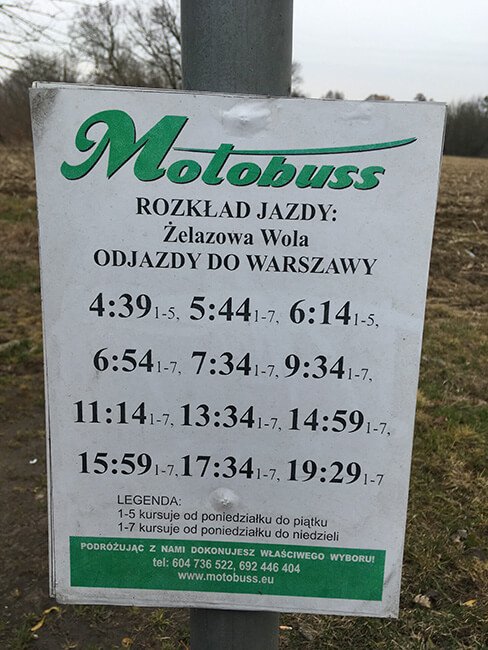 Motobuss
ROZKŁAD JAZDY:
Żelazowa Wola
ODJAZDY DO WARSZAWY
4:39 1-5, 5:44 1-7, 6:14 1-5,
6:54 1-7, 7:34 1-7, 9:34 1-7,
11:14 1-7, 13:34 1-7, 14:59 1-7,
15:59 1-7, 17:34 1-7, 19:29 1-7
LEGENDA:
1-5 kursuje od poniedziałku do piątku
1-7 kursuje od poniedziałku do niedzieli
PODRÓŻUJĄC Z NAMI DOKONUJESZ WŁAŚCIWEGO WYBORU!
tel: 604 736 522, 692 446 404
www.motobuss.eu